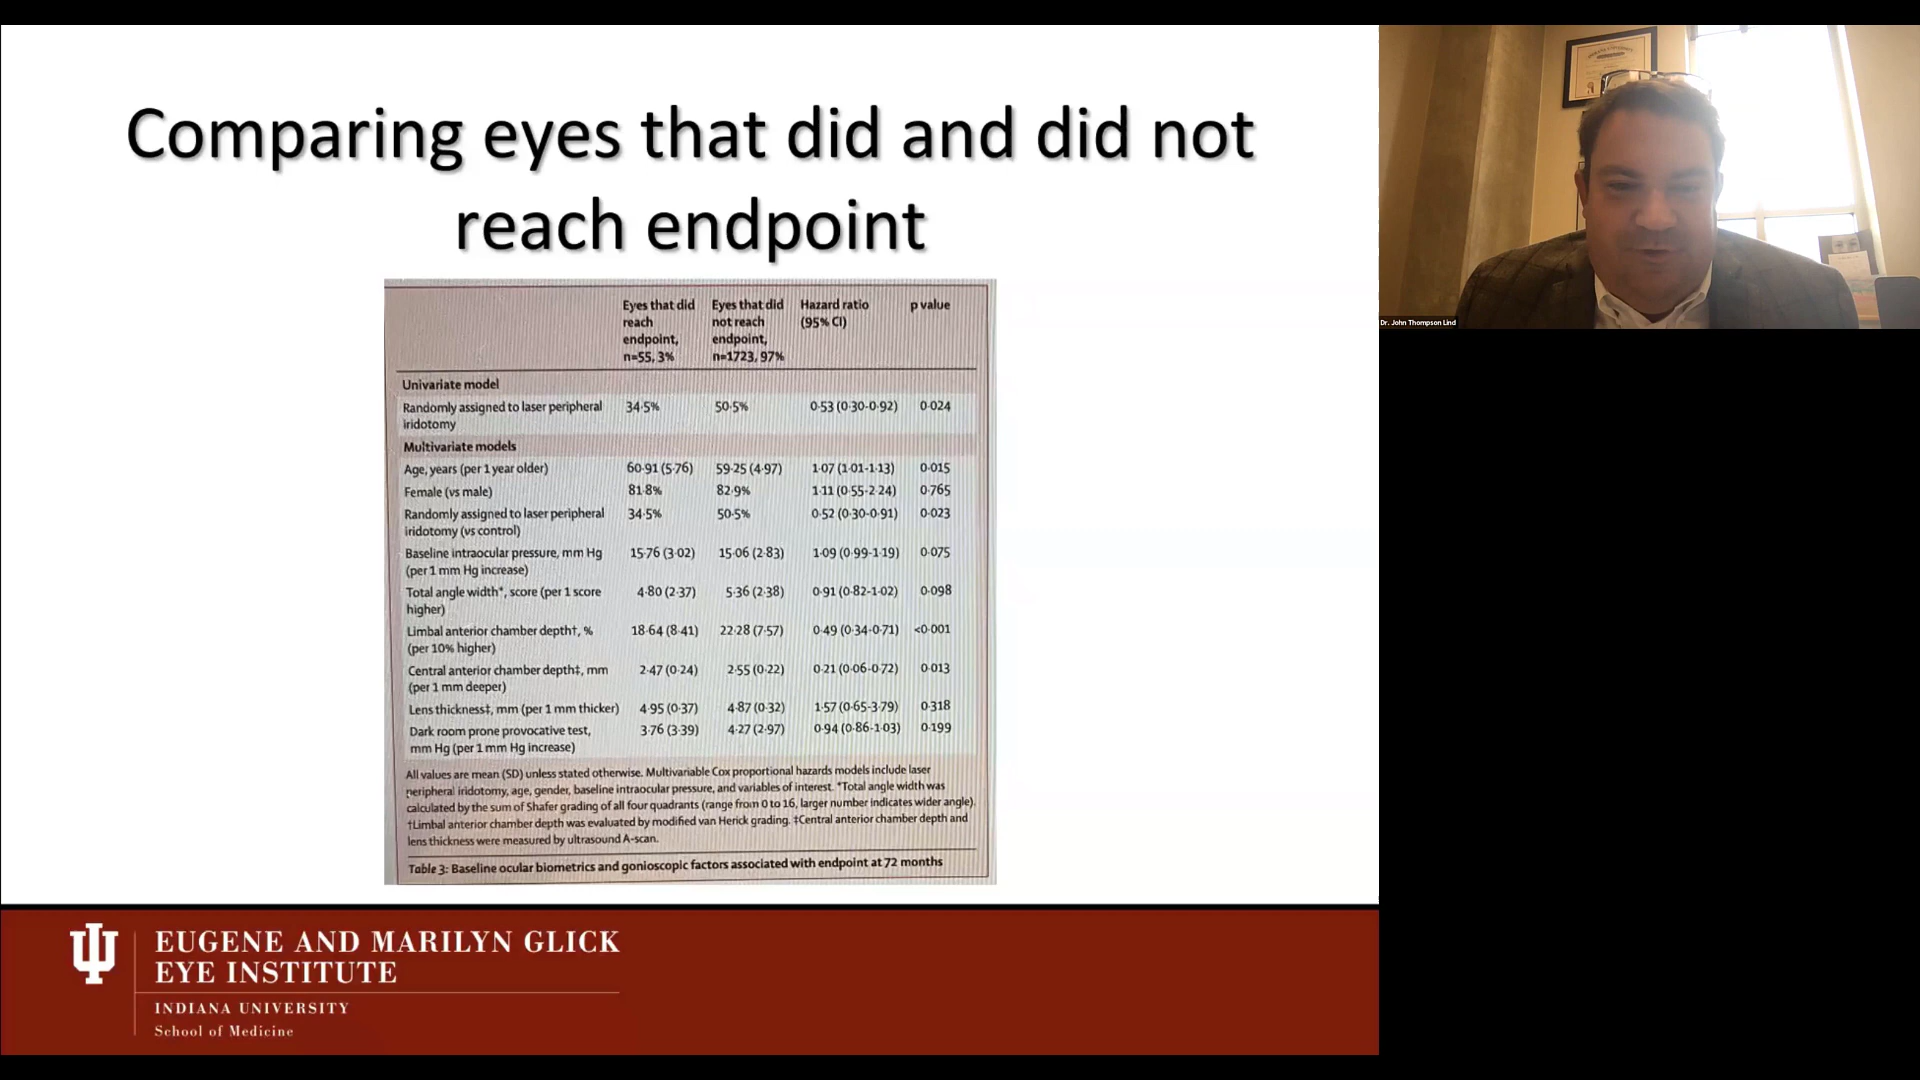 Comparing eyes that did and did not
reach endpoint
Eyes that did reach endpoint, n=55, 3% Eyes that did not reach endpoint, n=1723, 97% Hazard ratio (95% CI) p value
Univariate model
Randomly assigned to laser peripheral iridotomy 34·5% 50·5% 0·53 (0·30-0·92) 0·024
Multivariate models
Age, years (per 1 year older) 60·91 (5·76) 59·25 (4·97) 1·07 (1·01-1·13) 0·015
Female (vs male) 81·8% 82·9% 1·11 (0·55-2·24) 0·765
Randomly assigned to laser peripheral iridotomy (vs control) 34·5% 50·5% 0·52 (0·30-0·91) 0·023
Baseline intraocular pressure, mm Hg (per 1 mm Hg increase) 15·76 (3·02) 15·06 (2·83) 1·09 (0·99-1·19) 0·075
Total angle width*, score (per 1 score higher) 4·80 (2·37) 5·36 (2·38) 0·91 (0·82-1·02) 0·098
Limbal anterior chamber depth†, % (per 10% higher) 18·64 (8·41) 22·28 (7·57) 0·49 (0·34-0·71) <0·001
Central anterior chamber depth‡, mm (per 1 mm deeper) 2·47 (0·24) 2·55 (0·22) 0·21 (0·06-0·72) 0·013
Lens thickness‡, mm (per 1 mm thicker) 4·95 (0·37) 4·87 (0·32) 1·57 (0·65-3·79) 0·318
Dark room prone provocative test, mm Hg (per 1 mm Hg increase) 3·76 (3·39) 4·27 (2·97) 0·94 (0·86-1·03) 0·199
All values are mean (SD) unless stated otherwise. Multivariable Cox proportional hazards models include laser
peripheral iridotomy, age, gender, baseline intraocular pressure, and variables of interest. *Total angle width was
calculated by the sum of Shafer grading of all four quadrants (range from 0 to 16, larger number indicates wider angle).
†Limbal anterior chamber depth was evaluated by modified van Herick grading. ‡Central anterior chamber depth and
lens thickness were measured by ultrasound A-scan.
Table 3: Baseline ocular biometrics and gonioscopic factors associated with endpoint at 72 months
EUGENE AND MARILYN GLICK
EYE INSTITUTE
INDIANA UNIVERSITY
School of Medicine
Dr. John Thompson Lind